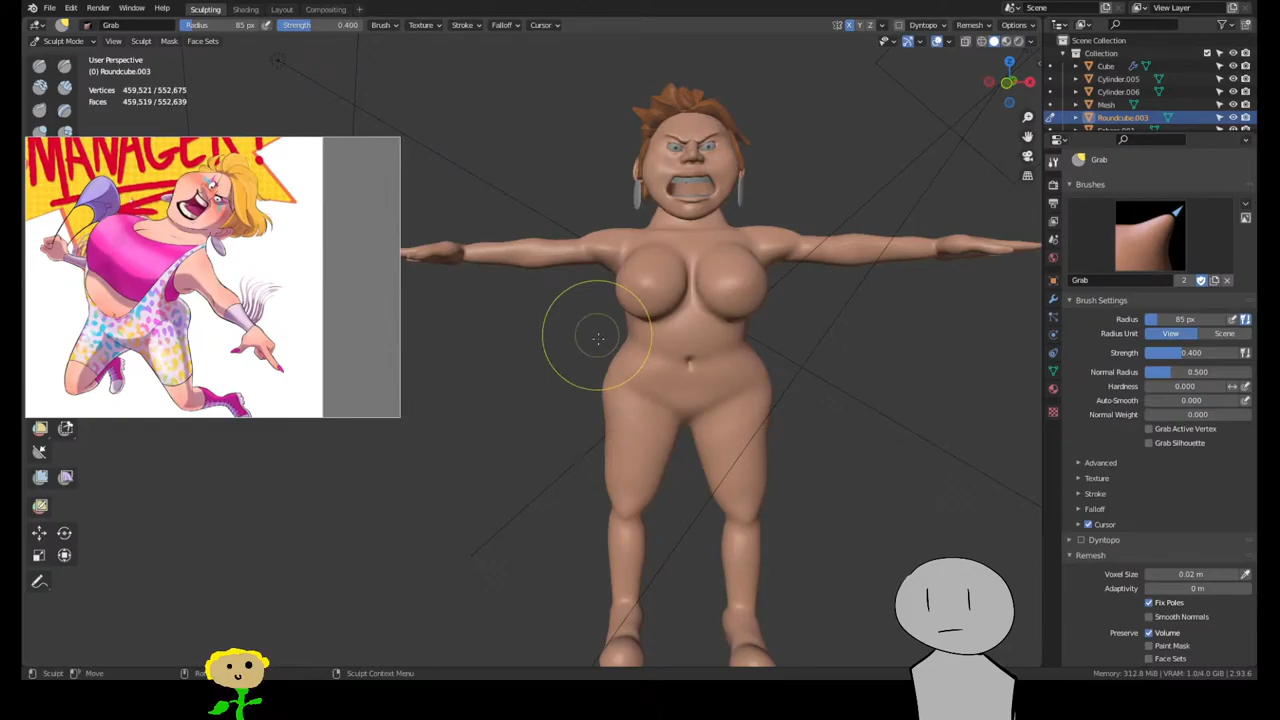 File Edit Render Window Help Sculpting Shading Layout Compositing Scene View Layer
Grab Radius 85 px Strength 0.400 Brush Texture Stroke Falloff Cursor X Y Z Dyntopo Remesh Options
Sculpt Mode View Sculpt Mask Face Sets
Scene Collection
Collection
Cube
Cylinder.005
Cylinder.006
Mesh
Roundcube.003
User Perspective
(0) Roundcube.003
Vertices 459,521 / 552,675
Faces 459,519 / 552,639
MANAGER!
Grab
Brushes
Grab 2
Brush Settings
Radius 85 px
Radius Unit View Scene
Strength 0.400
Normal Radius 0.500
Hardness 0.000
Auto-Smooth 0.000
Normal Weight 0.000
Grab Active Vertex
Grab Silhouette
Advanced
Texture
Stroke
Falloff
Cursor
Dyntopo
Remesh
Voxel Size 0.02 m
Adaptivity 0 m
Fix Poles
Smooth Normals
Preserve Volume
Paint Mask
Face Sets
Sculpt Move Sculpt Context Menu Memory: 312.8 MiB | VRAM: 1.0/4.0 GiB | 2.93.6